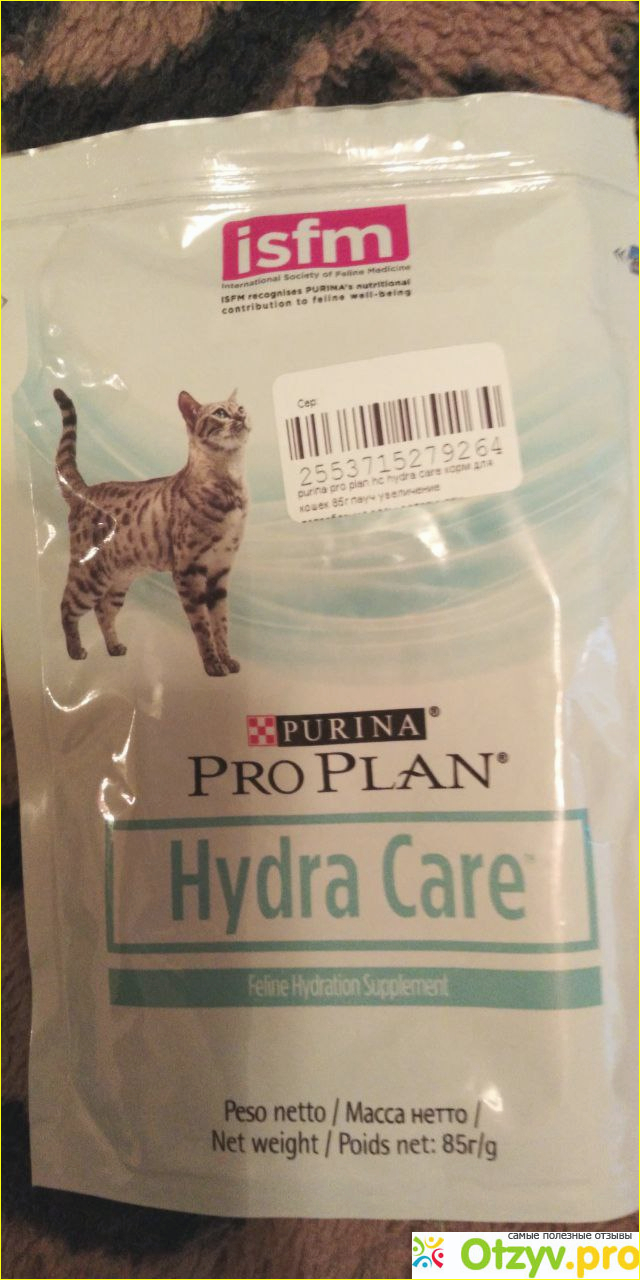 isfm
International Society of Feline Medicine
ISFM recognises PURINA's nutritional
contribution to feline well-being
Сер:
2553715279264
purina pro plan hc hydra care корм для
кошек 85г пауч увеличение
PURINA®
PRO PLAN®
Hydra Care™
Feline Hydration Supplement
Peso netto / Масса нетто /
Net weight / Poids net: 85г/g
самые полезные отзывы
Otzyv.pro